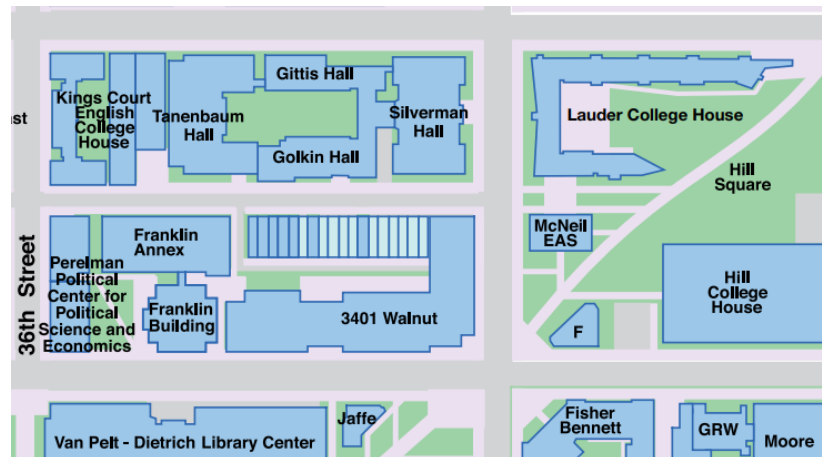 Gittis Hall
Kings Court
English
College
House
Tanenbaum
Hall
Silverman
Hall
Golkin Hall
Lauder College House
Hill
Square
McNeil
EAS
Franklin
Annex
Perelman
Political
Center for
Political
Science and
Economics
Franklin
Building
3401 Walnut
36th Street
F
Hill
College
House
Van Pelt - Dietrich Library Center
Jaffe
Fisher
Bennett
GRW
Moore